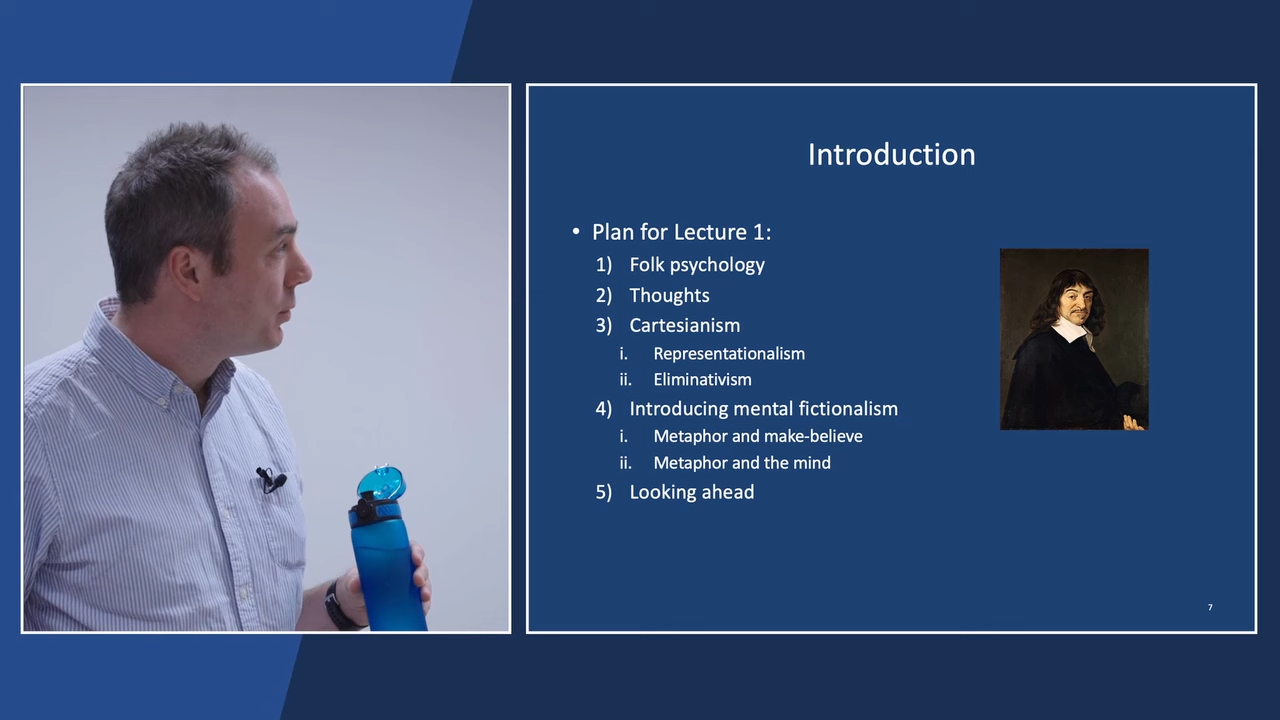 Introduction
• Plan for Lecture 1:
1) Folk psychology
2) Thoughts
3) Cartesianism
i. Representationalism
ii. Eliminativism
4) Introducing mental fictionalism
i. Metaphor and make-believe
ii. Metaphor and the mind
5) Looking ahead
7